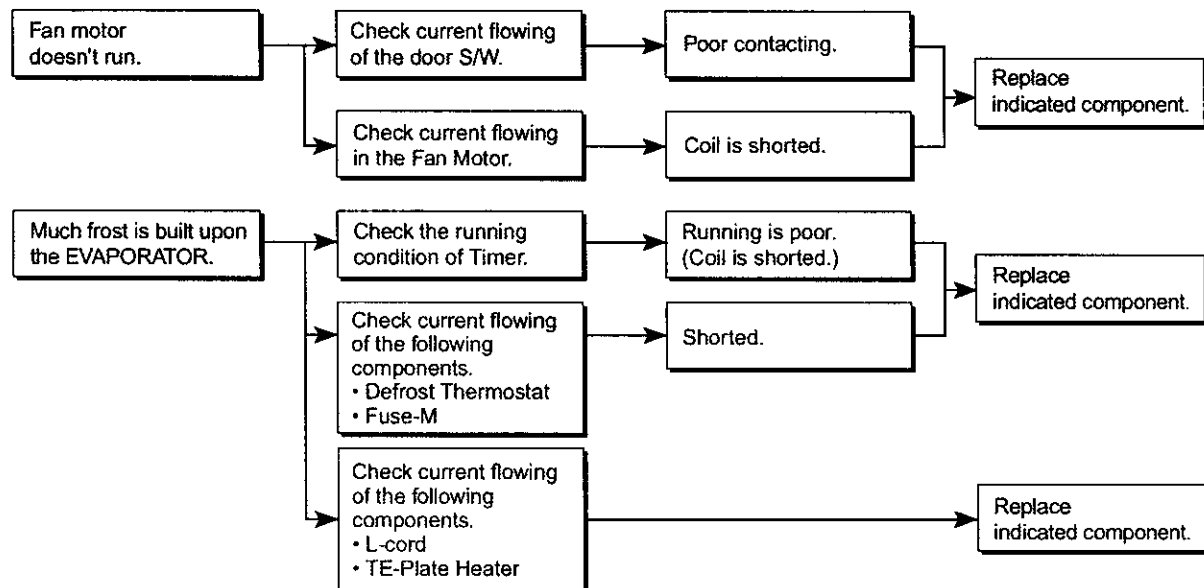 Fan motor
doesn't run.
Check current flowing
of the door S/W.
Poor contacting.
Replace
indicated component.
Check current flowing
in the Fan Motor.
Coil is shorted.
Much frost is built upon
the EVAPORATOR.
Check the running
condition of Timer.
Running is poor.
(Coil is shorted.)
Replace
indicated component.
Check current flowing
of the following
components.
• Defrost Thermostat
• Fuse-M
Shorted.
Check current flowing
of the following
components.
• L-cord
• TE-Plate Heater
Replace
indicated component.